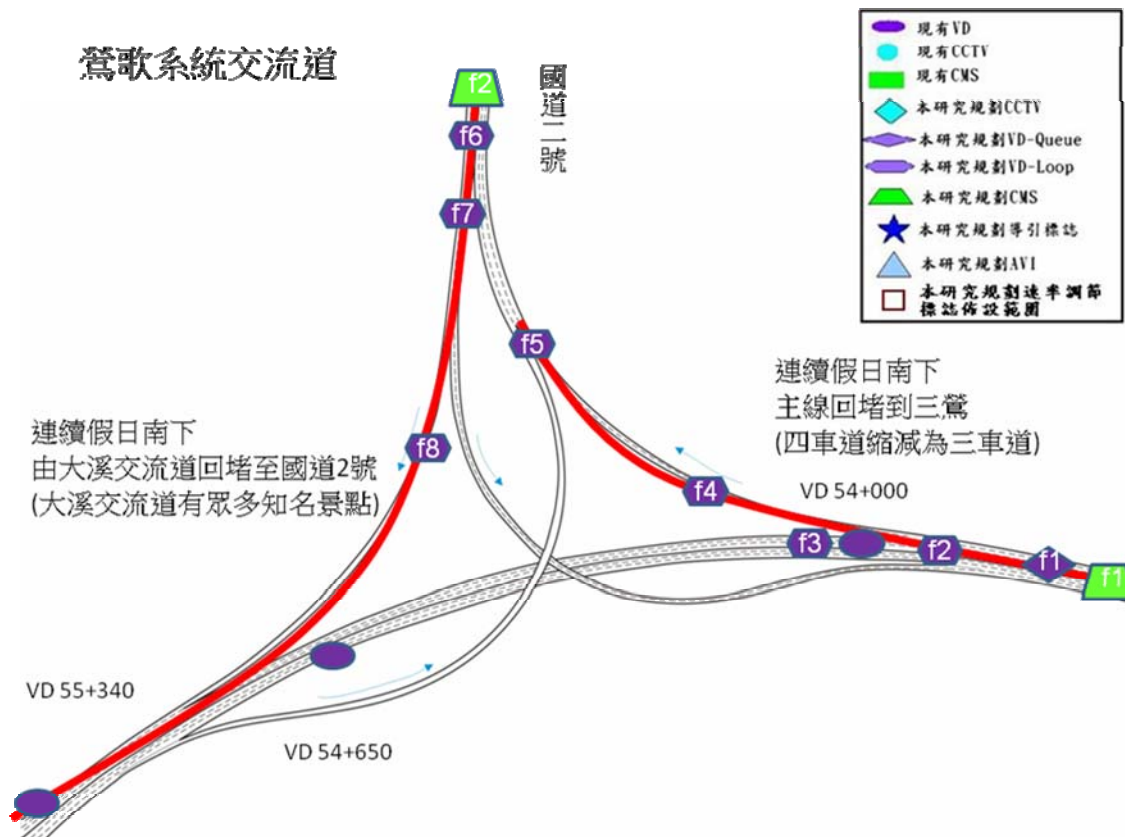 鶯歌系統交流道
國道二號
現有VD
現有CCTV
現有CMS
本研究規劃CCTV
本研究規劃VD-Queue
本研究規劃VD-Loop
本研究規劃CMS
本研究規劃導引標誌
本研究規劃AVI
本研究規劃速率調節
標誌佈設範圍
f2
f6
f7
f5
連續假日南下
主線回堵到三鶯
(四車道縮減為三車道)
連續假日南下
由大溪交流道回堵至國道2號
(大溪交流道有眾多知名景點)
f8
f4
VD 54+000
f3
f2
f1
f1
VD 55+340
VD 54+650